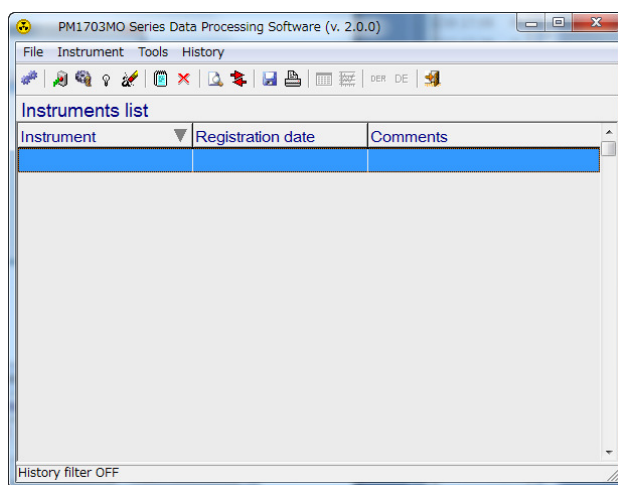 PM1703MO Series Data Processing Software (v. 2.0.0)
File Instrument Tools History
DER DE
Instruments list
Instrument Registration date Comments
History filter OFF